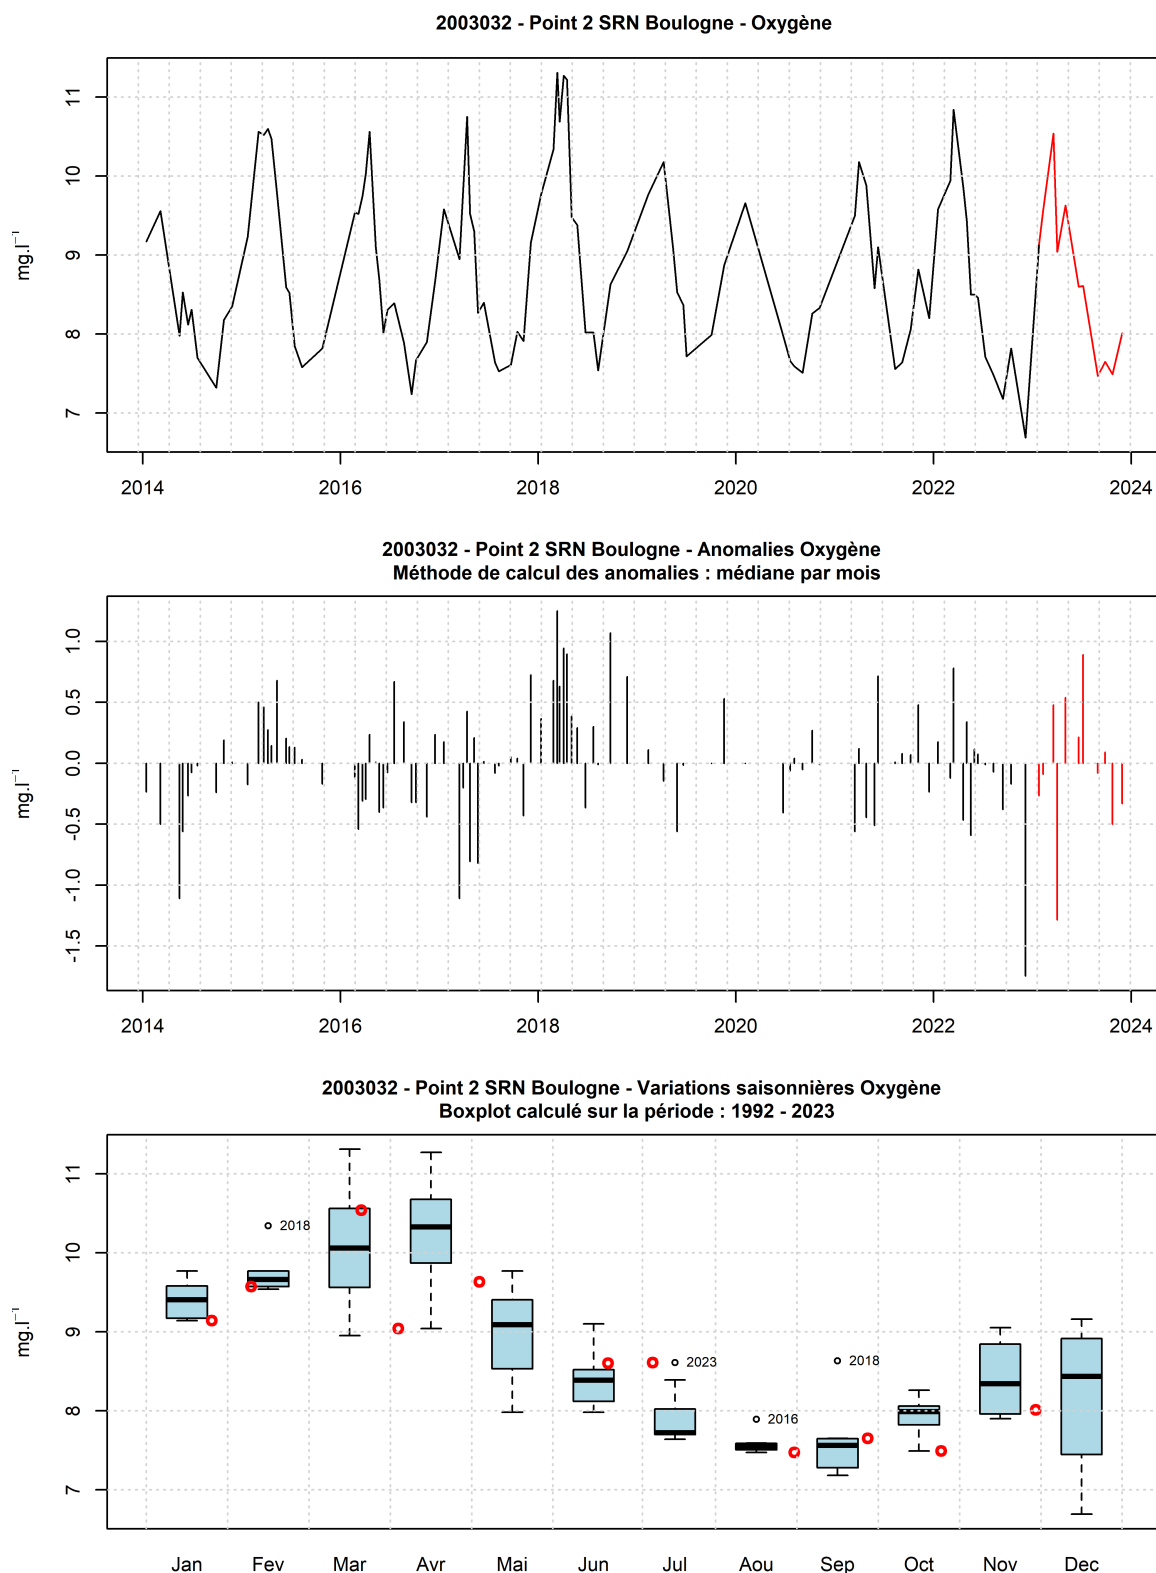 2003032 - Point 2 SRN Boulogne - Oxygène
mg.l⁻¹
11
10
9
8
7
2014 2016 2018 2020 2022 2024
2003032 - Point 2 SRN Boulogne - Anomalies Oxygène
Méthode de calcul des anomalies : médiane par mois
mg.l⁻¹
1.0
0.5
0.0
-0.5
-1.0
-1.5
2014 2016 2018 2020 2022 2024
2003032 - Point 2 SRN Boulogne - Variations saisonnières Oxygène
Boxplot calculé sur la période : 1992 - 2023
mg.l⁻¹
11
10
9
8
7
2018
2023
2018
2016
Jan Fev Mar Avr Mai Jun Jul Aou Sep Oct Nov Dec